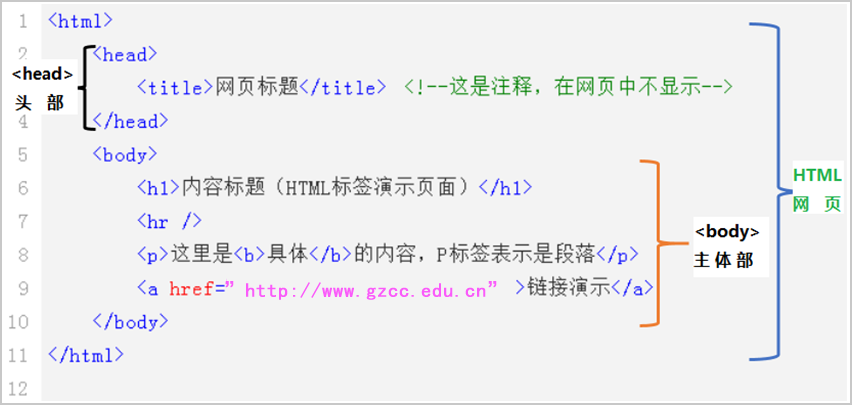 1 <html>
2 <head>
3 <title>网页标题</title> <!--这是注释，在网页中不显示-->
4 </head>
5 <body>
6 <h1>内容标题（HTML标签演示页面）</h1>
7 <hr />
8 <p>这里是<b>具体</b>的内容，P标签表示是段落</p>
9 <a href=” http://www.gzcc.edu.cn” >链接演示</a>
10 </body>
11 </html>
12
<head>
头 部
<body>
主体部
HTML
网 页